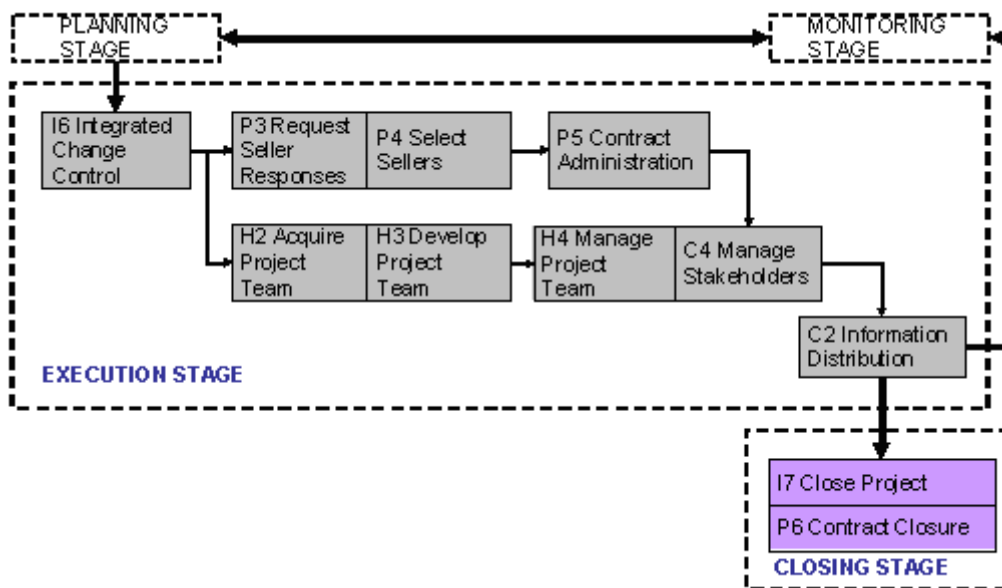 PLANNING
STAGE
MONITORING
STAGE
I6 Integrated
Change
Control
P3 Request
Seller
Responses
P4 Select
Sellers
P5 Contract
Administration
H2 Acquire
Project
Team
H3 Develop
Project
Team
H4 Manage
Project
Team
C4 Manage
Stakeholders
C2 Information
Distribution
EXECUTION STAGE
I7 Close Project
P6 Contract Closure
CLOSING STAGE